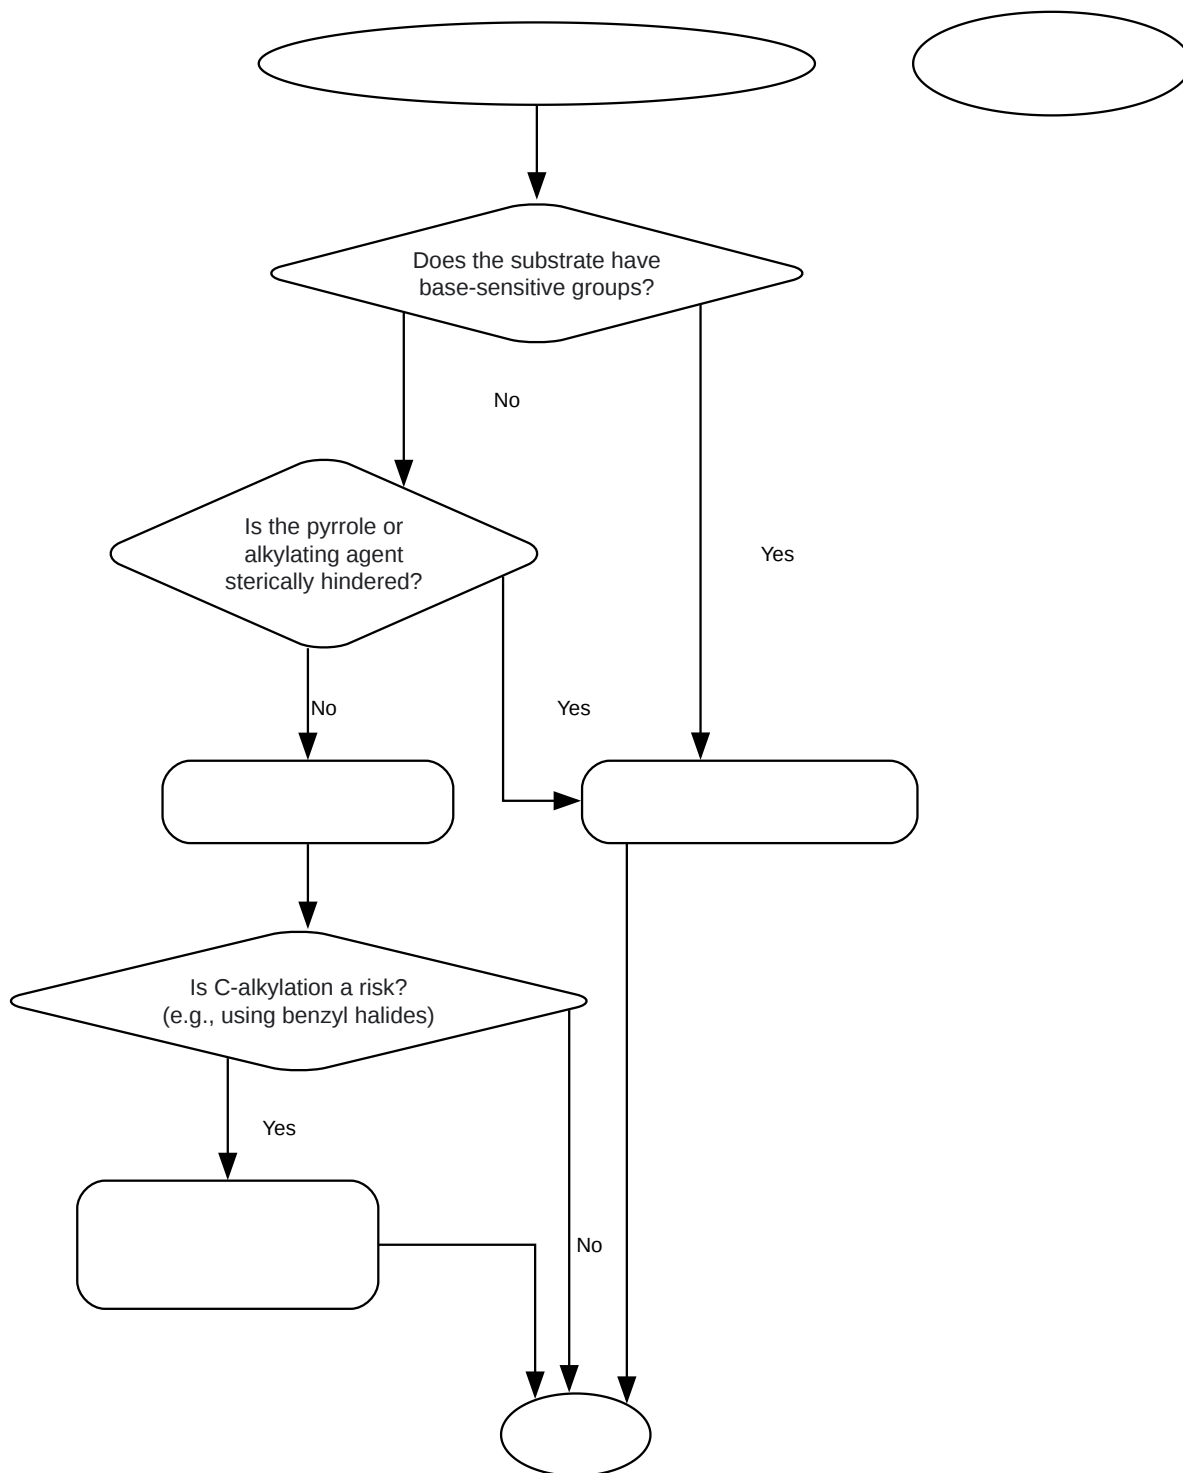 Does the substrate have
base-sensitive groups?
No
Is the pyrrole or
alkylating agent
sterically hindered?
Yes
No
Yes
Is C-alkylation a risk?
(e.g., using benzyl halides)
Yes
No